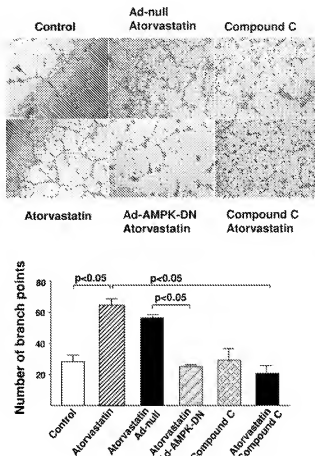 Control
Ad-null
Atorvastatin
Compound C
Atorvastatin
Ad-AMPK-DN
Atorvastatin
Compound C
Atorvastatin
Number of branch points
80
60
40
20
p<0.05
p<0.05
p<0.05
Control
Atorvastatin
Atorvastatin
Ad-null
Atorvastatin
Ad-AMPK-DN
Compound C
Atorvastatin
Compound C